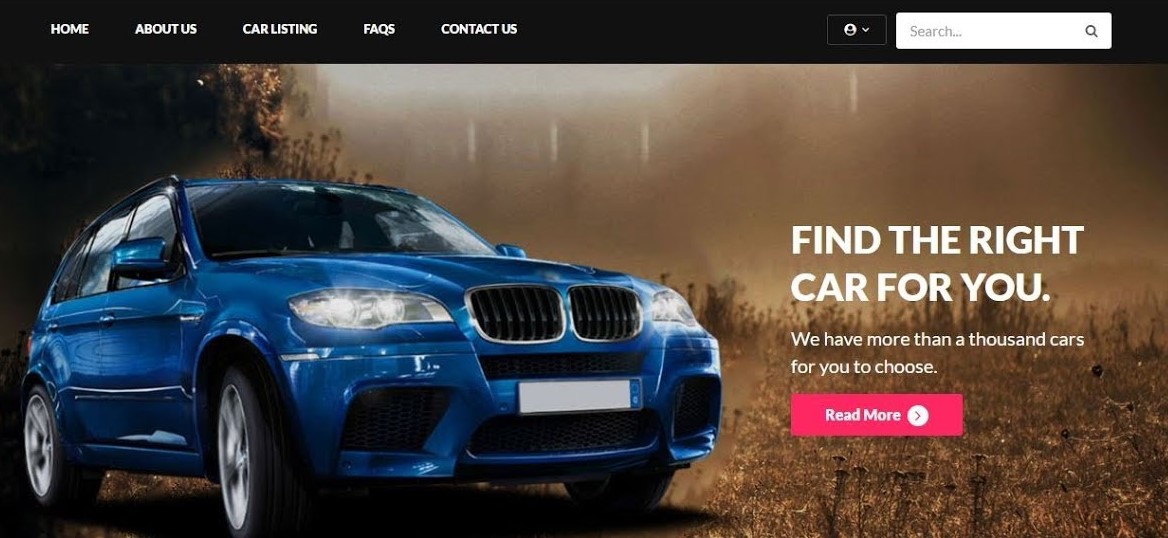 HOME ABOUT US CAR LISTING FAQS CONTACT US Search...
FIND THE RIGHT
CAR FOR YOU.
We have more than a thousand cars
for you to choose.
Read More